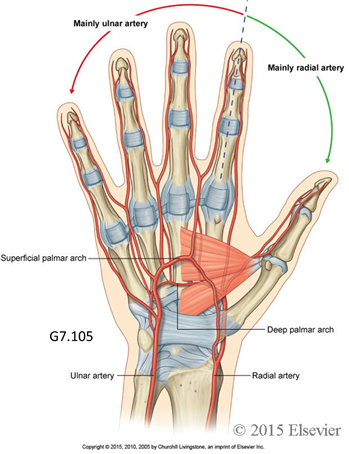 Mainly ulnar artery
Mainly radial artery
Superficial palmar arch
Deep palmar arch
G7.105
Ulnar artery
Radial artery
© 2015 Elsevier
Copyright © 2015, 2010, 2005 by Churchill Livingstone, an imprint of Elsevier Inc.